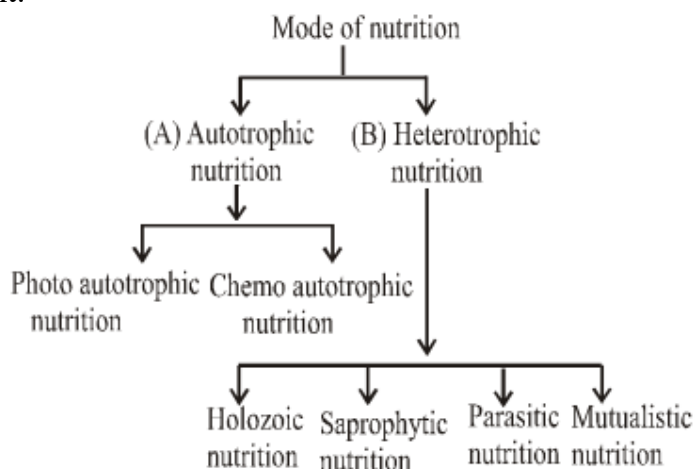 Mode of nutrition
(A) Autotrophic
nutrition
(B) Heterotrophic
nutrition
Photo autotrophic
nutrition
Chemo autotrophic
nutrition
Holozoic
nutrition
Saprophytic
nutrition
Parasitic
nutrition
Mutualistic
nutrition